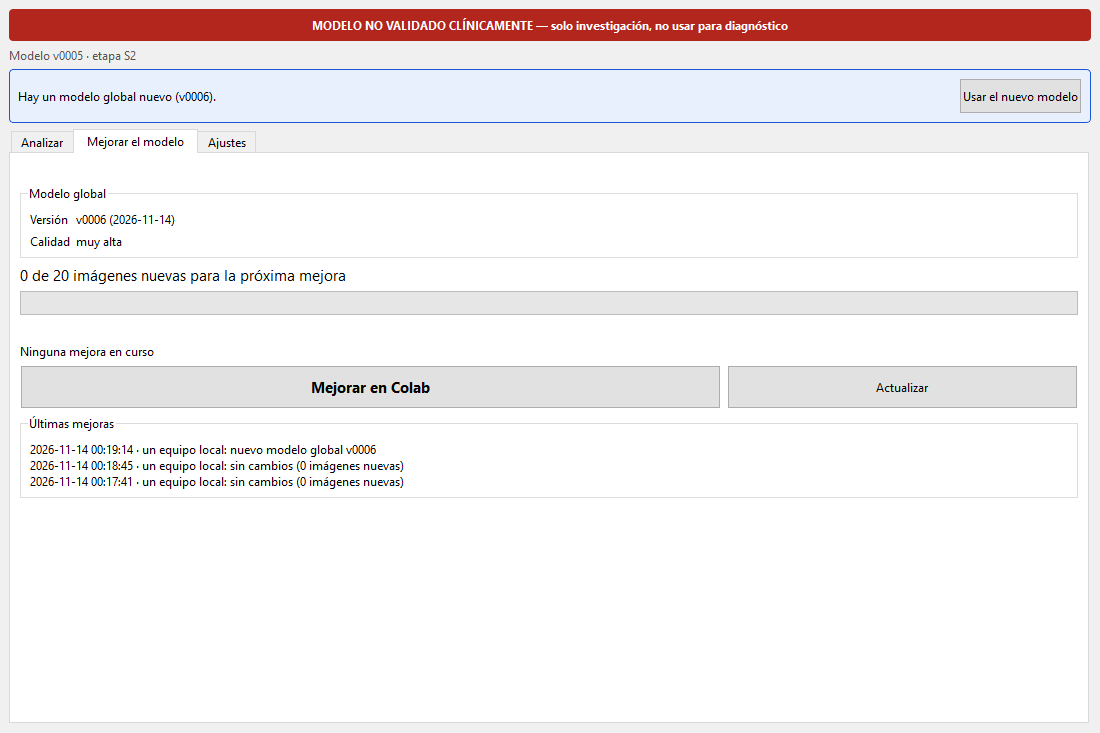 MODELO NO VALIDADO CLÍNICAMENTE — solo investigación, no usar para diagnóstico
Modelo v0005 · etapa S2
Hay un modelo global nuevo (v0006).
Usar el nuevo modelo
Analizar
Mejorar el modelo
Ajustes
Modelo global
Versión v0006 (2026-11-14)
Calidad muy alta
0 de 20 imágenes nuevas para la próxima mejora
Ninguna mejora en curso
Mejorar en Colab
Actualizar
Últimas mejoras
2026-11-14 00:19:14 · un equipo local: nuevo modelo global v0006
2026-11-14 00:18:45 · un equipo local: sin cambios (0 imágenes nuevas)
2026-11-14 00:17:41 · un equipo local: sin cambios (0 imágenes nuevas)